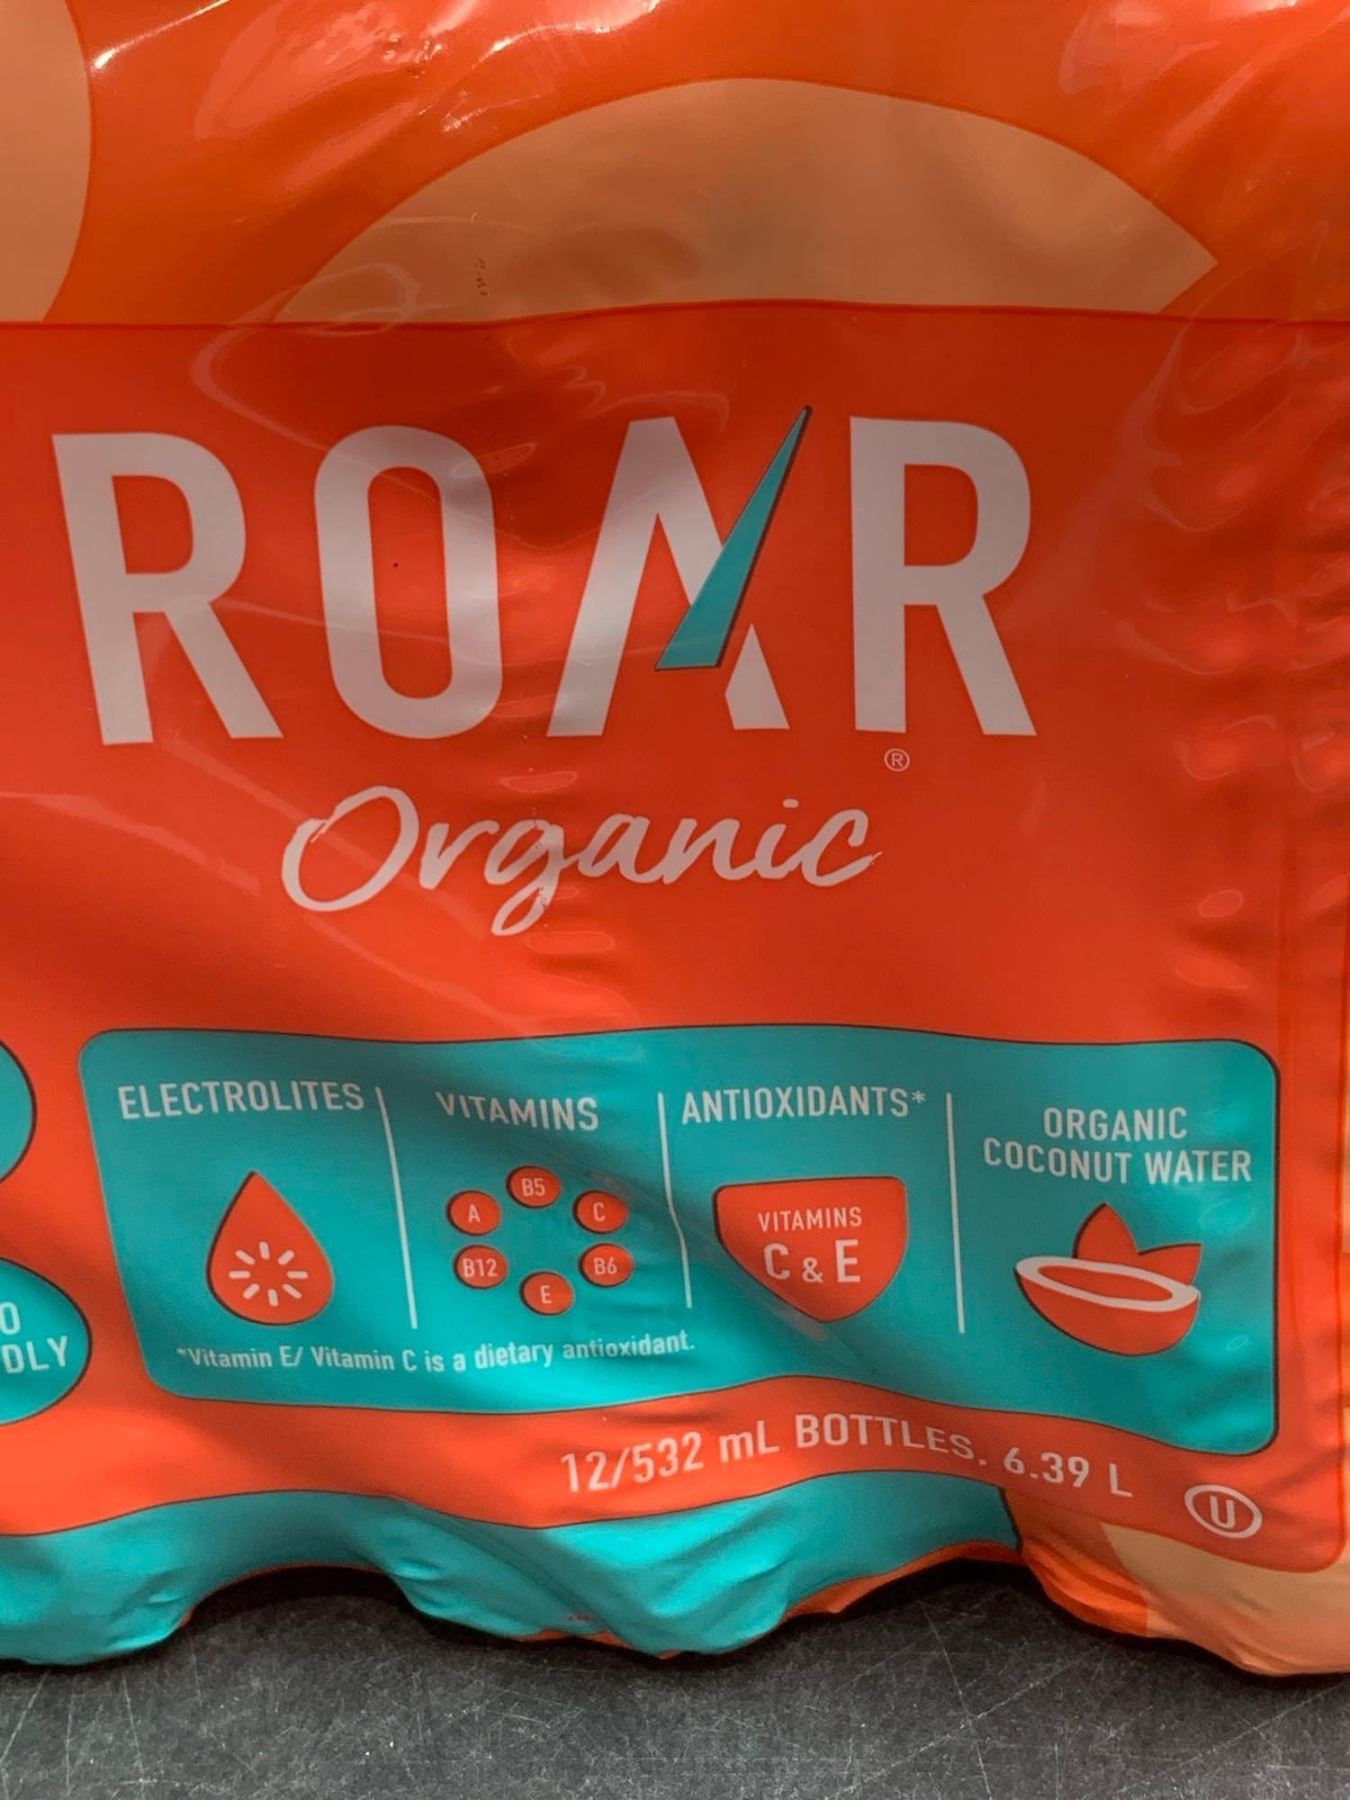 ROAR
®
Organic
ELECTROLITES
VITAMINS
A
B5
C
B12
B6
E
ANTIOXIDANTS*
VITAMINS
C & E
ORGANIC
COCONUT WATER
*Vitamin E/ Vitamin C is a dietary antioxidant.
12/532 mL BOTTLES. 6.39 L
U